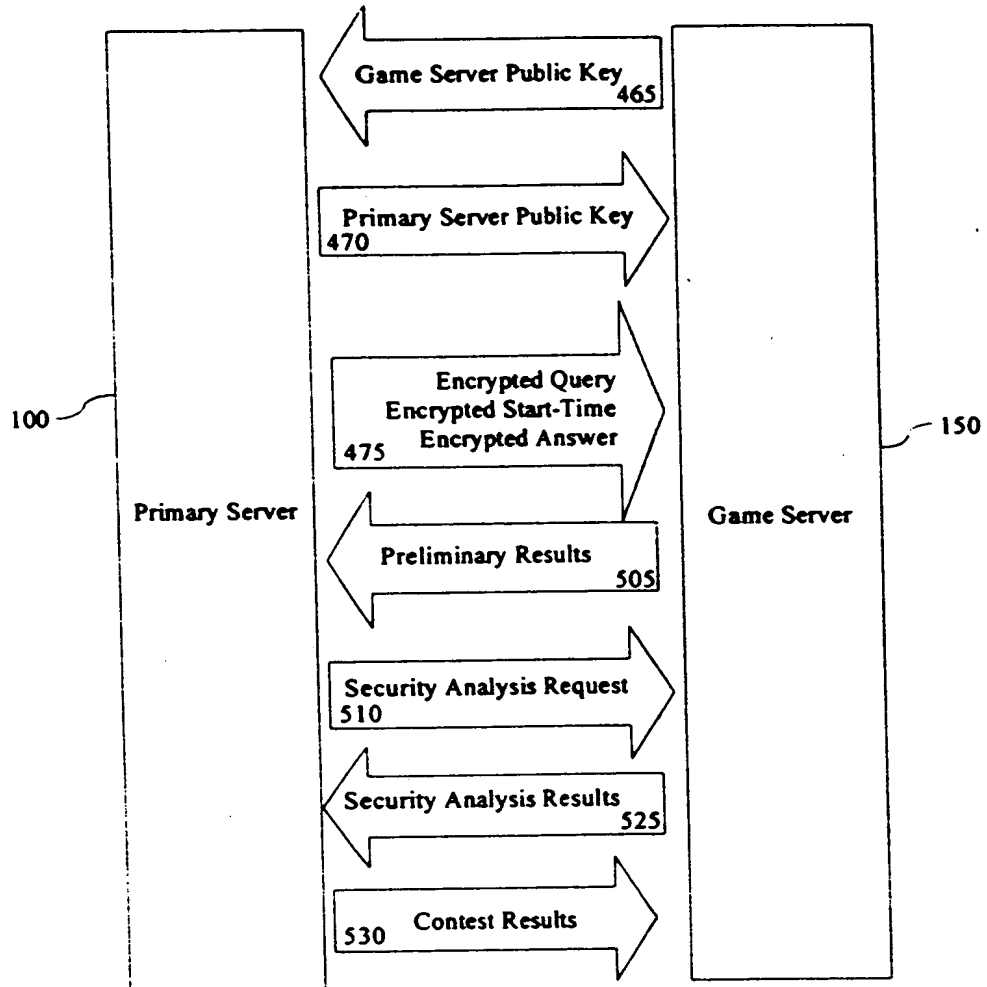 Game Server Public Key
465
Primary Server Public Key
470
Encrypted Query
Encrypted Start-Time
Encrypted Answer
475
100
150
Primary Server
Game Server
Preliminary Results
505
Security Analysis Request
510
Security Analysis Results
525
Contest Results
530